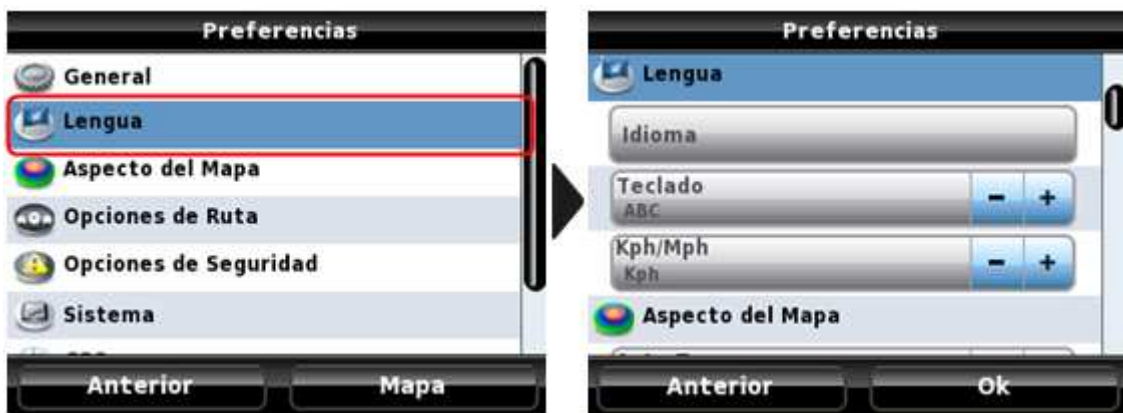 Preferencias
General
Lengua
Aspecto del Mapa
Opciones de Ruta
Opciones de Seguridad
Sistema
Anterior
Mapa
Preferencias
Lengua
Idioma
Teclado
ABC
- +
Kph/Mph
Kph
- +
Aspecto del Mapa
Anterior
Ok